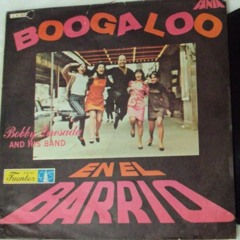 FANIA
BOOGALOO
Bobby Quesada
AND HIS BAND
EN EL
Fuentes
BARRIO